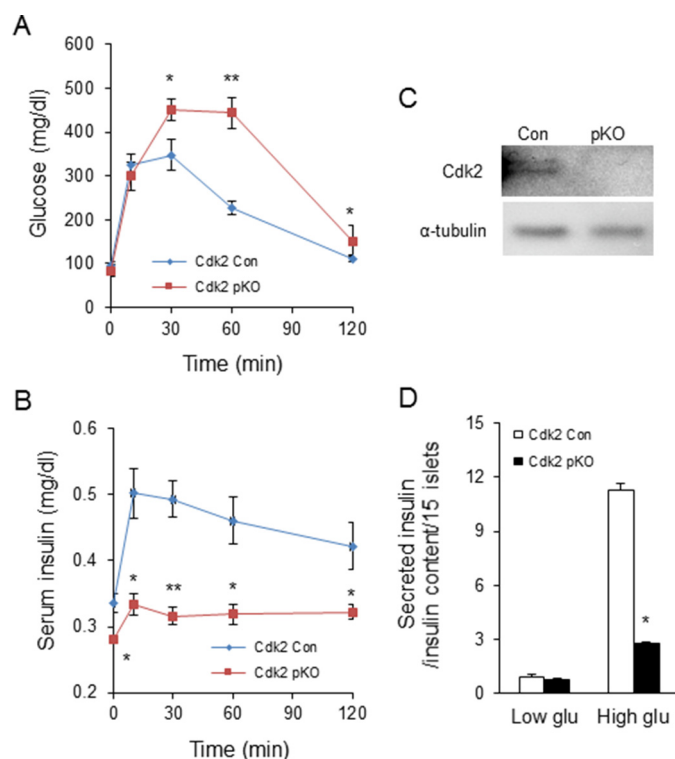 A
600
500
400
300
200
100
0
Glucose (mg/dl)
*
**
*
Cdk2 Con
Cdk2 pKO
0 30 60 90 120
Time (min)
B
0.6
0.5
0.4
0.3
0.2
Serum insulin (mg/dl)
*
*
**
*
*
Cdk2 Con
Cdk2 pKO
0 30 60 90 120
Time (min)
C
Con pKO
Cdk2
α-tubulin
D
15
12
9
6
3
0
Secreted insulin
/insulin content/15 islets
Cdk2 Con
Cdk2 pKO
*
Low glu High glu